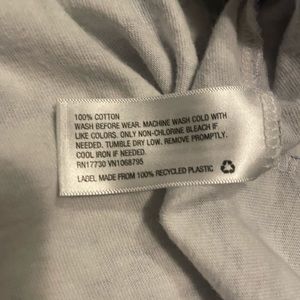 100% COTTON
WASH BEFORE WEAR. MACHINE WASH COLD WITH
LIKE COLORS. ONLY NON-CHLORINE BLEACH IF
NEEDED. TUMBLE DRY LOW. REMOVE PROMPTLY.
COOL IRON IF NEEDED.
RN17730 VN1068795
LABEL MADE FROM 100% RECYCLED PLASTIC